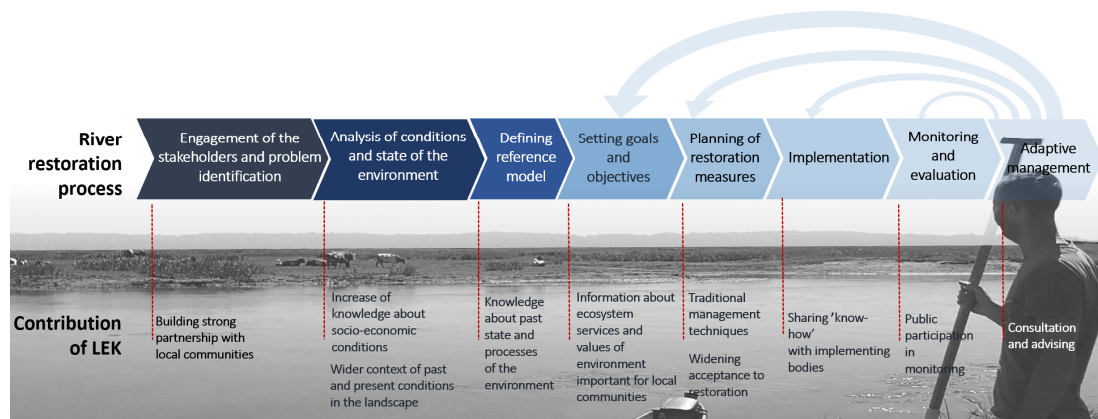 River
restoration
process
Engagement of the
stakeholders and problem
identification
Analysis of conditions
and state of the
environment
Defining
reference
model
Setting goals
and
objectives
Planning of
restoration
measures
Implementation
Monitoring
and
evaluation
Adaptive
management
Contribution
of LEK
Building strong
partnership with
local communities
Increase of
knowledge about
socio-economic
conditions
Wider context of past
and present conditions
in the landscape
Knowledge
about past
state and
processes
of the
environment
Information about
ecosystem
services and
values of
environment
important for local
communities
Traditional
management
techniques
Widening
acceptance to
restoration
Sharing 'know-
how'
with implementing
bodies
Public
participation
in
monitoring
Consultation
and advising